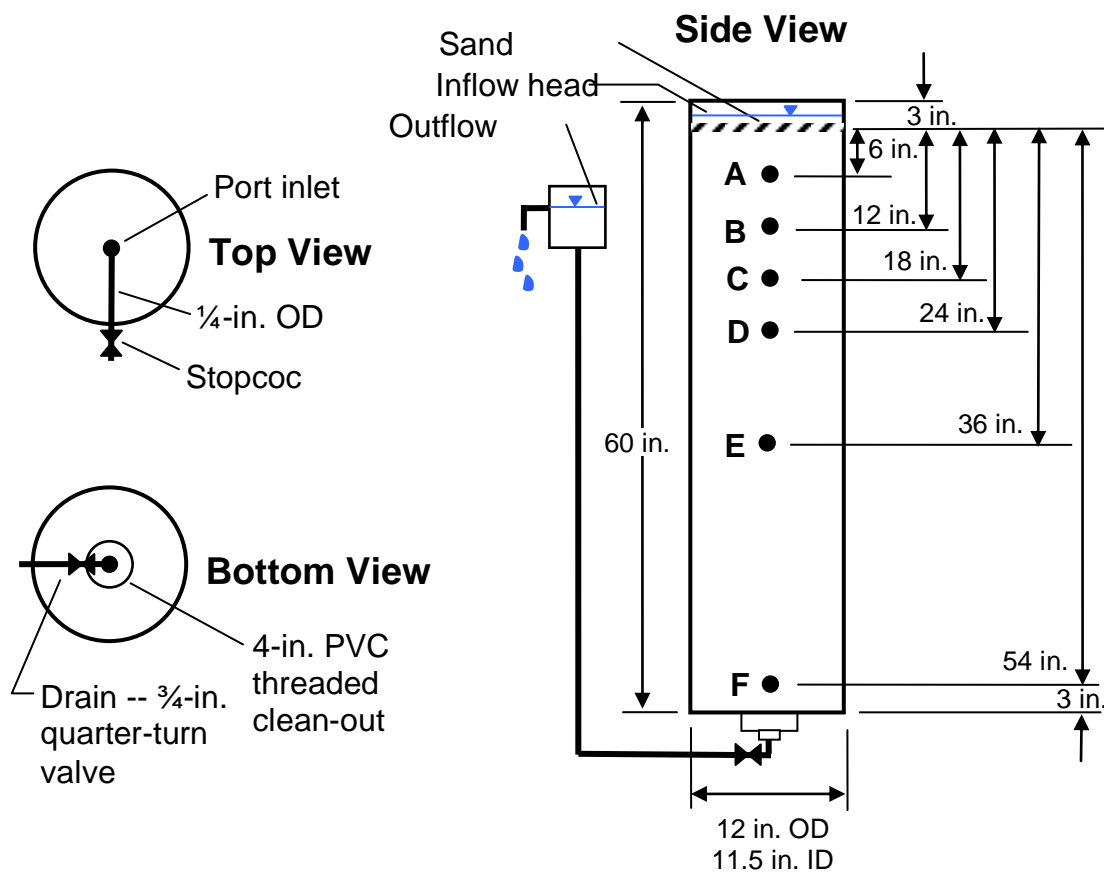 Side View
Sand
Inflow head
Outflow
3 in.
6 in.
A
12 in.
B
18 in.
C
24 in.
D
36 in.
E
60 in.
54 in.
F
3 in.
12 in. OD
11.5 in. ID
Port inlet
Top View
¼-in. OD
Stopcoc
Bottom View
4-in. PVC
threaded
clean-out
Drain -- ¾-in.
quarter-turn
valve